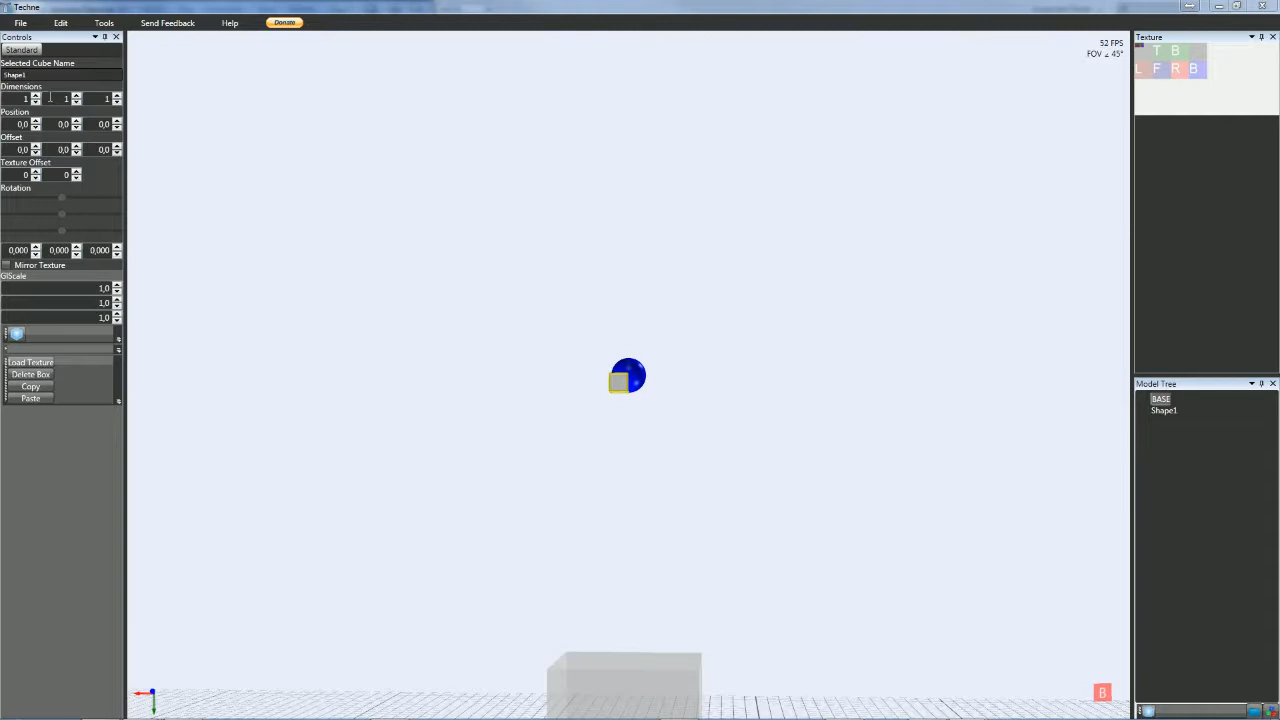 Techne
File Edit Tools Send Feedback Help Donate
Controls
Standard
Selected Cube Name
Shape1
Dimensions
1 1 1
Position
0,0 0,0 0,0
Offset
0,0 0,0 0,0
Texture Offset
0 0
Rotation
0,000 0,000 0,000
Mirror Texture
GlScale
1,0
1,0
1,0
Load Texture
Delete Box
Copy
Paste
52 FPS
FOV ∠ 45°
B
Texture
T B
L F R B
Model Tree
BASE
Shape1